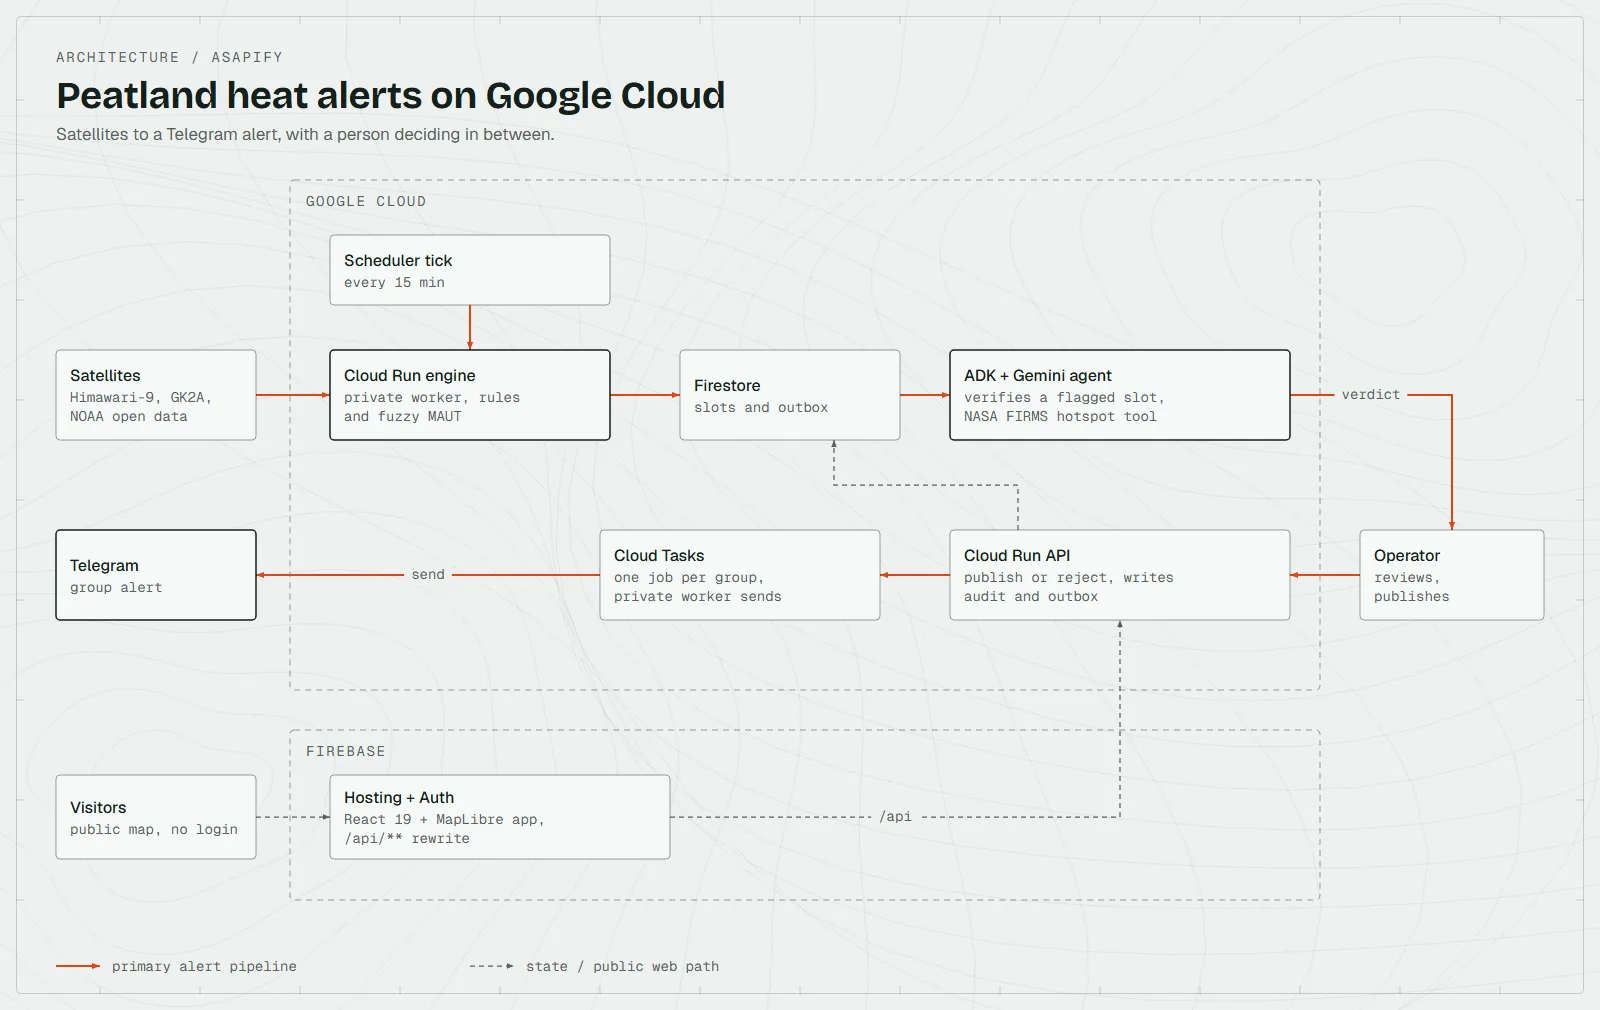 ARCHITECTURE / ASAPIFY
Peatland heat alerts on Google Cloud
Satellites to a Telegram alert, with a person deciding in between.
GOOGLE CLOUD
Scheduler tick
every 15 min
Satellites
Himawari-9, GK2A,
NOAA open data
Cloud Run engine
private worker, rules
and fuzzy MAUT
Firestore
slots and outbox
ADK + Gemini agent
verifies a flagged slot,
NASA FIRMS hotspot tool
verdict
Telegram
group alert
send
Cloud Tasks
one job per group,
private worker sends
Cloud Run API
publish or reject, writes
audit and outbox
Operator
reviews,
publishes
FIREBASE
Visitors
public map, no login
Hosting + Auth
React 19 + MapLibre app,
/api/** rewrite
/api
primary alert pipeline
state / public web path